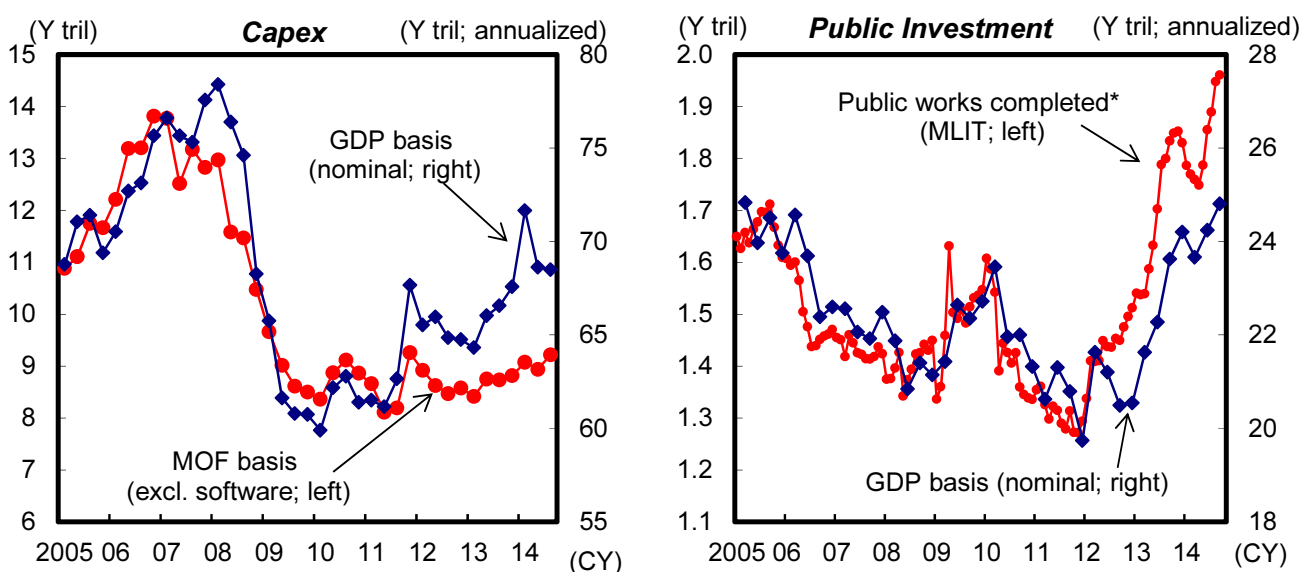 (Y tril) Capex (Y tril; annualized)
15
14
13
12
11
10
9
8
7
6
80
75
70
65
60
55
GDP basis
(nominal; right)
MOF basis
(excl. software; left)
2005 06 07 08 09 10 11 12 13 14
(CY)
(Y tril) Public Investment (Y tril; annualized)
2.0
1.9
1.8
1.7
1.6
1.5
1.4
1.3
1.2
1.1
28
26
24
22
20
18
Public works completed*
(MLIT; left)
GDP basis (nominal; right)
2005 06 07 08 09 10 11 12 13 14
(CY)